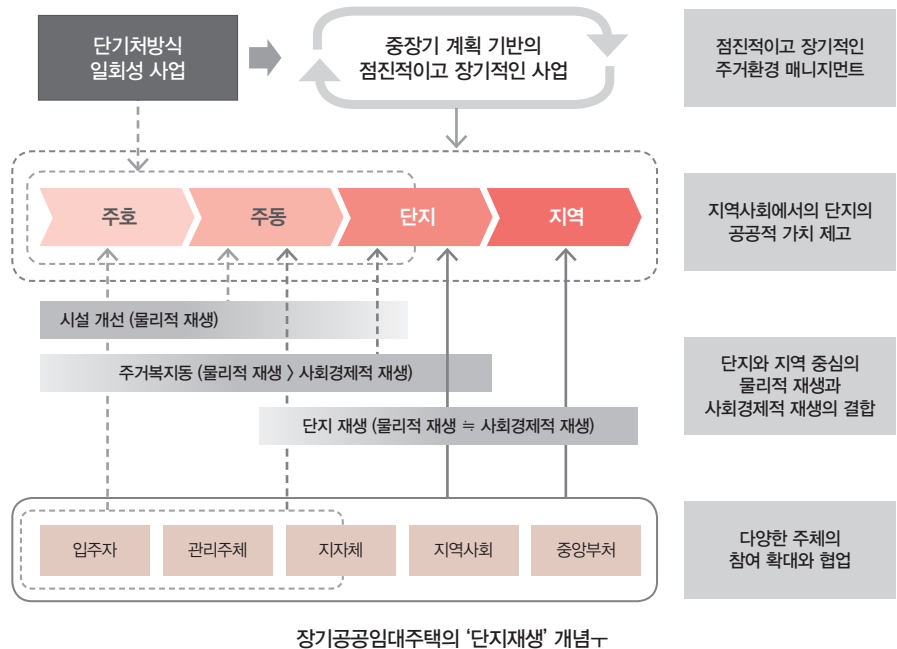 단기처방식
일회성 사업
중장기 계획 기반의
점진적이고 장기적인 사업
점진적이고 장기적인
주거환경 매니지먼트
주호
주동
단지
지역
지역사회에서의 단지의
공공적 가치 제고
시설 개선 (물리적 재생)
주거복지동 (물리적 재생 > 사회경제적 재생)
단지 재생 (물리적 재생 ≒ 사회경제적 재생)
단지와 지역 중심의
물리적 재생과
사회경제적 재생의 결합
입주자
관리주체
지자체
지역사회
중앙부처
다양한 주체의
참여 확대와 협업
장기공공임대주택의 ‘단지재생’ 개념ㅜ